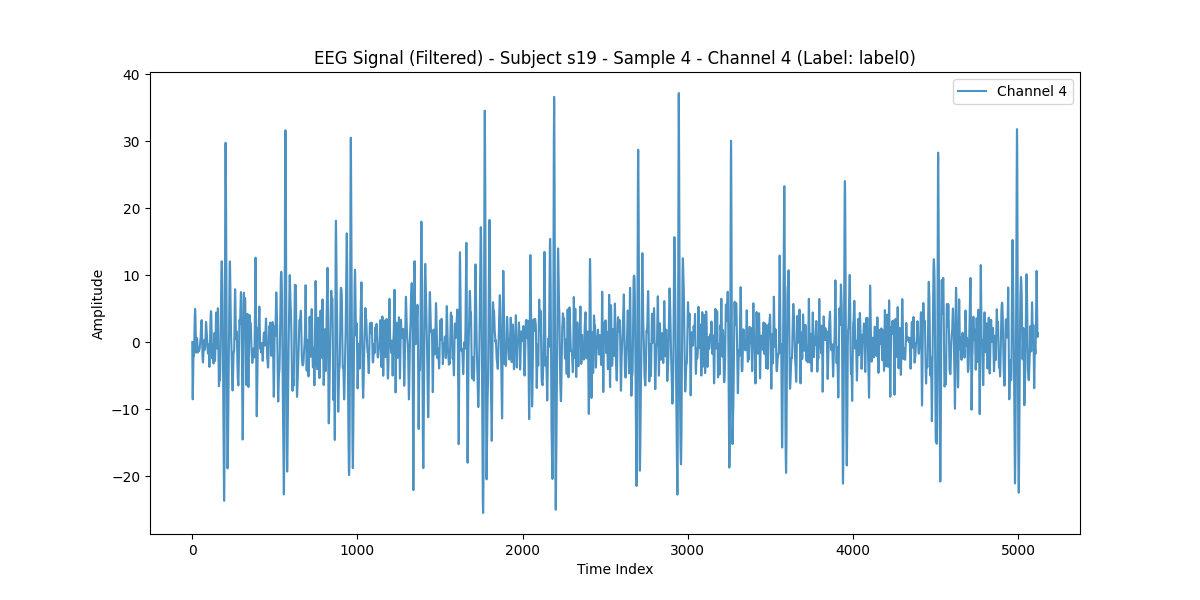 EEG Signal (Filtered) - Subject s19 - Sample 4 - Channel 4 (Label: label0)
Channel 4
40
30
20
10
0
−10
−20
Amplitude
0 1000 2000 3000 4000 5000
Time Index